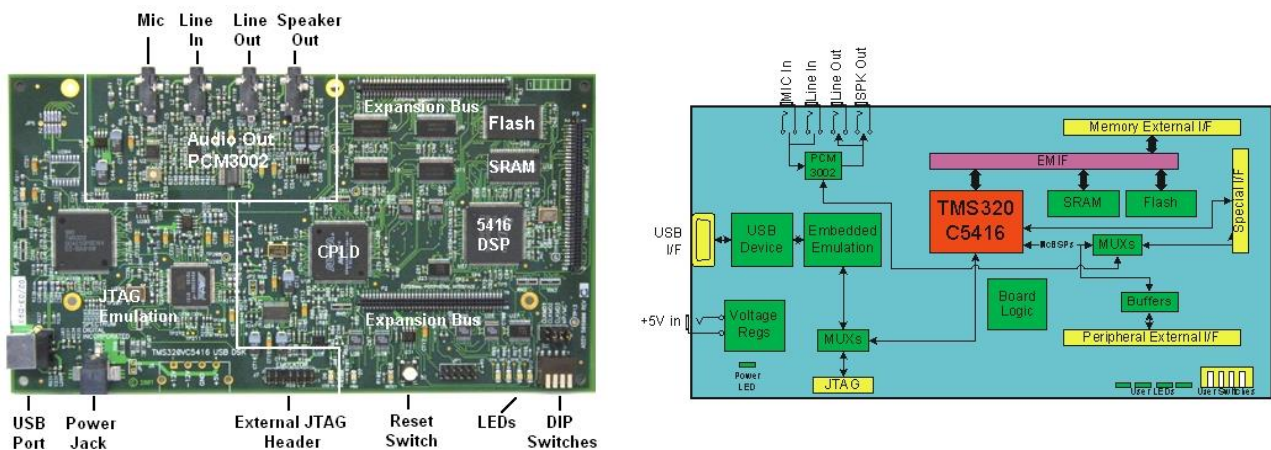 Mic
Line
In
Line
Out
Speaker
Out
Expansion Bus
Flash
Audio Out
PCM3002
SRAM
5416
DSP
CPLD
JTAG
Emulation
Expansion Bus
TMS320VC5416 USB DSK
USB
Port
Power
Jack
External JTAG
Header
Reset
Switch
LEDs
DIP
Switches
MIC In
Line In
Line Out
SPK Out
Memory External I/F
PCM
3002
EMIF
TMS320
C5416
SRAM
Flash
Special I/F
USB
I/F
USB
Device
Embedded
Emulation
McBSPs
MUXs
Board
Logic
Buffers
+5V in
Voltage
Regs
MUXs
Peripheral External I/F
Power
LED
JTAG
User LEDs
User Switches